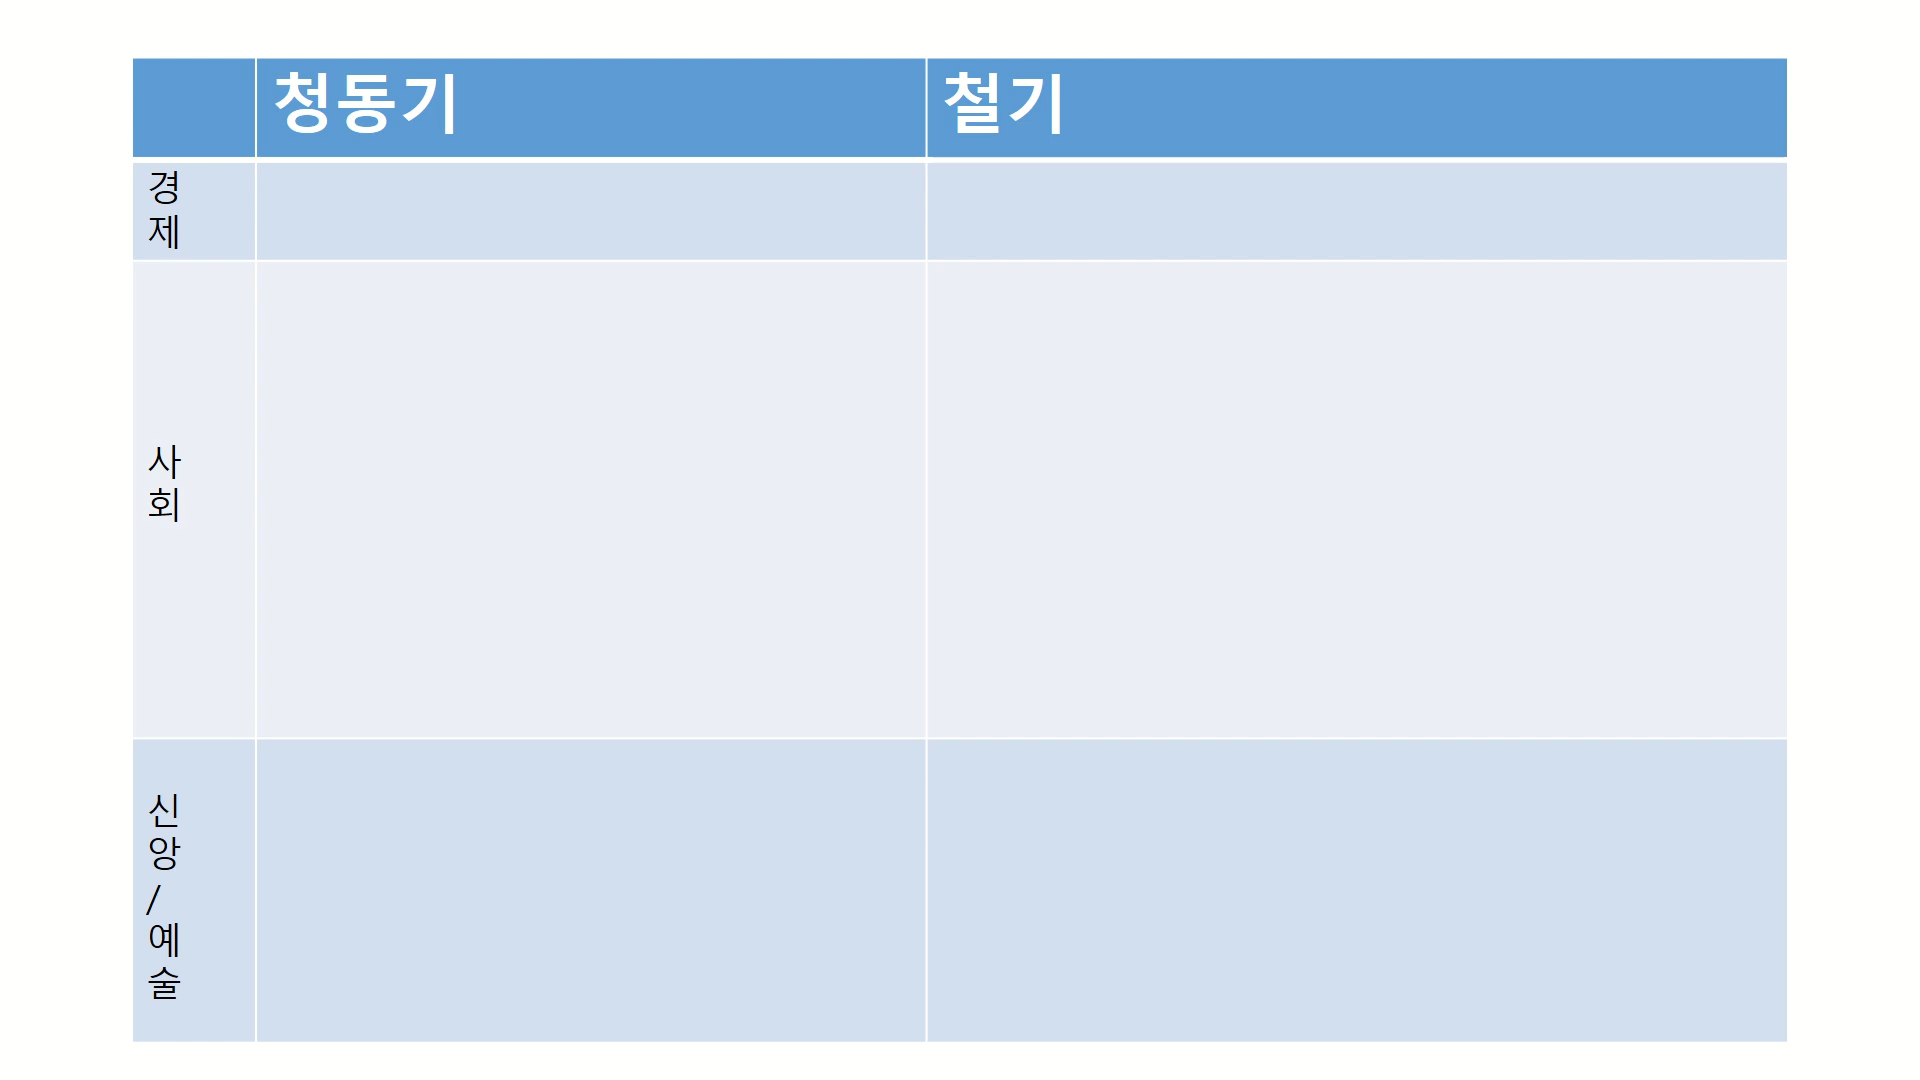 청동기 철기
경
제
사
회
신
앙
/
예
술